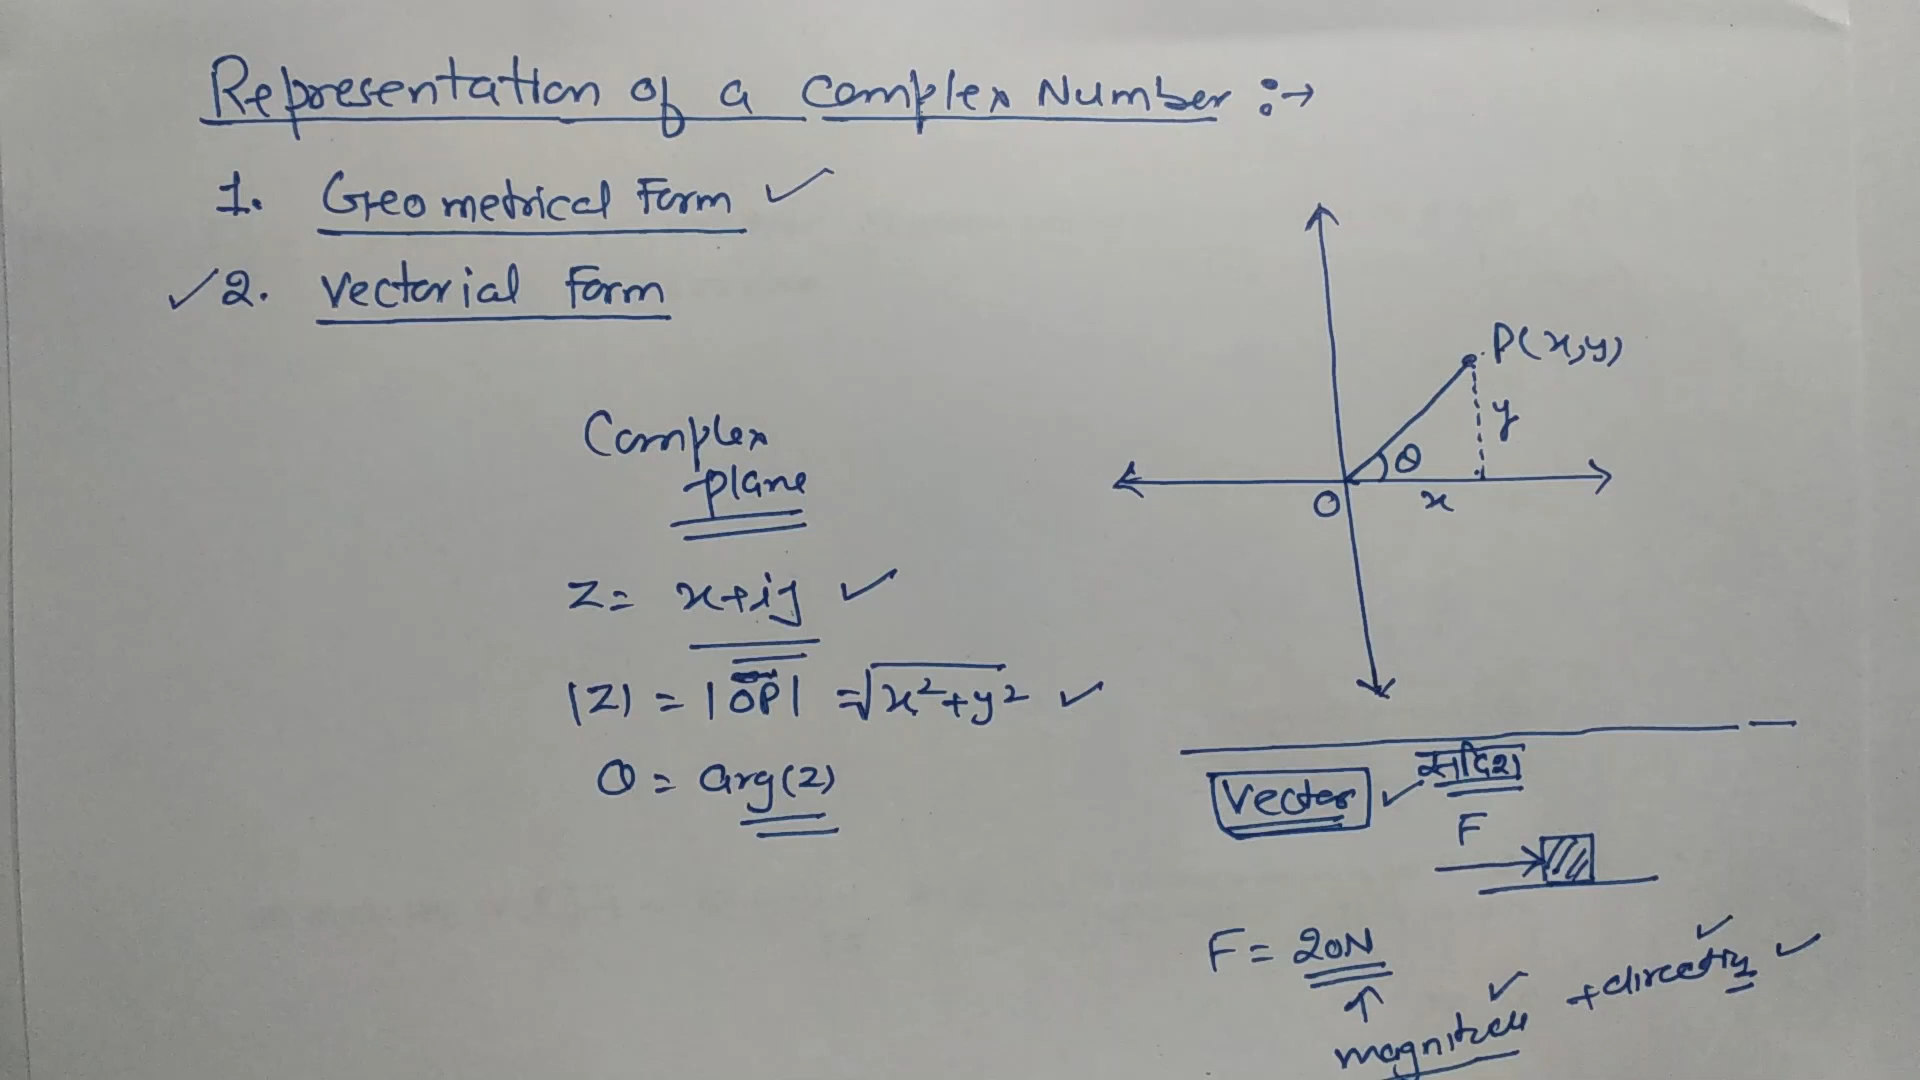 Representation of a Complex Number :→
1. Geometrical Form ✓
✓2. Vectorial Form
P(x,y)
y
θ
O
x
Complex
plane
Z = x+iy ✓
|Z| = |OP| = √x²+y² ✓
θ = arg(z)
Vector ✓ सदिश
F
F = 20N
↑
magnitude ✓ + direction ✓ ✓